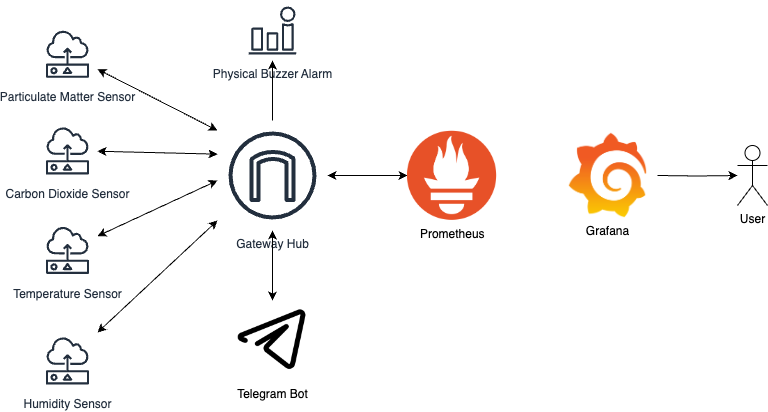 Physical Buzzer Alarm
Particulate Matter Sensor
Carbon Dioxide Sensor
Gateway Hub
Prometheus
Grafana
User
Temperature Sensor
Telegram Bot
Humidity Sensor